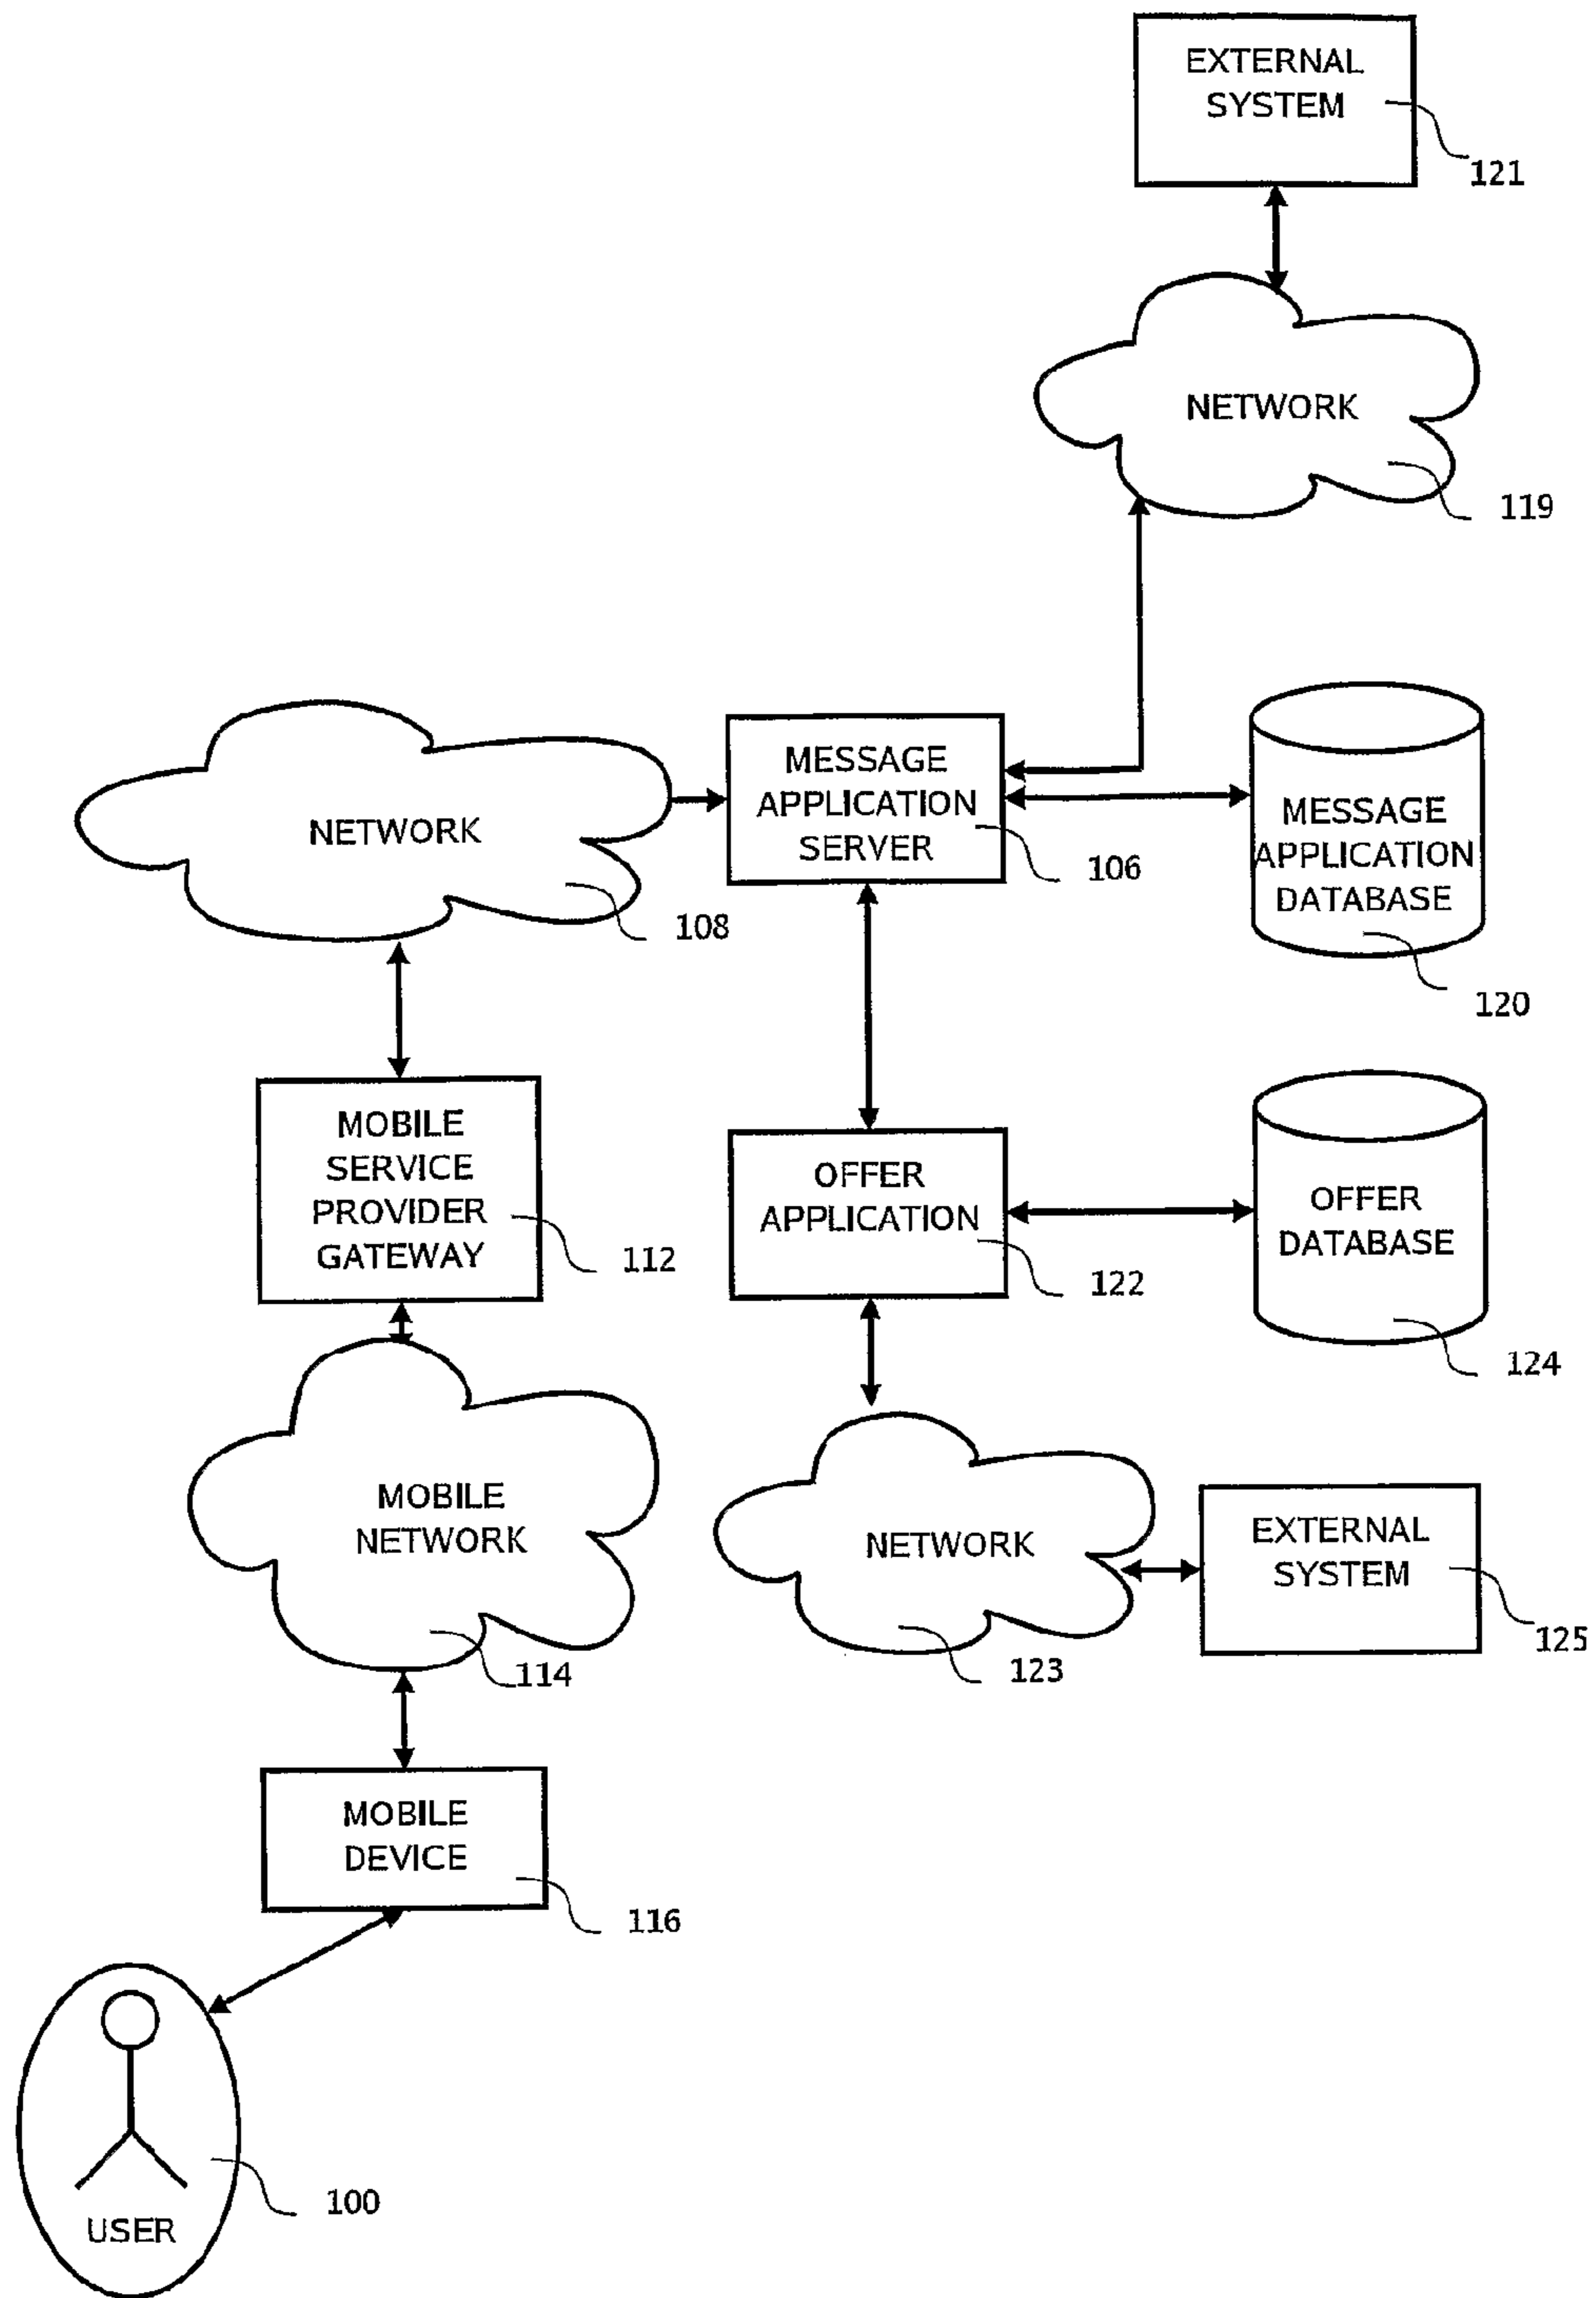 EXTERNAL
SYSTEM
121
NETWORK
119
MESSAGE
APPLICATION
SERVER
106
NETWORK
108
MESSAGE
APPLICATION
DATABASE
120
MOBILE
SERVICE
PROVIDER
GATEWAY
112
OFFER
APPLICATION
122
OFFER
DATABASE
124
MOBILE
NETWORK
114
NETWORK
123
EXTERNAL
SYSTEM
125
MOBILE
DEVICE
116
USER
100